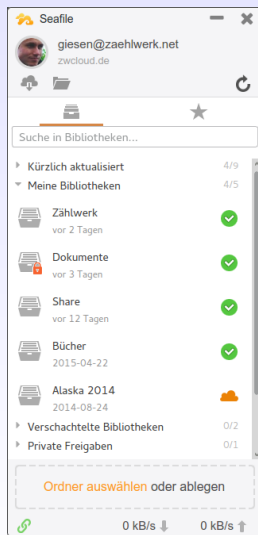 Seafile
giesen@zaehlwerk.net
zwcloud.de
Suche in Bibliotheken...
Kürzlich aktualisiert 4/9
Meine Bibliotheken 4/5
Zählwerk
vor 2 Tagen
Dokumente
vor 3 Tagen
Share
vor 12 Tagen
Bücher
2015-04-22
Alaska 2014
2014-08-24
Verschachtelte Bibliotheken 0/2
Private Freigaben 0/1
Ordner auswählen oder ablegen
0 kB/s 0 kB/s